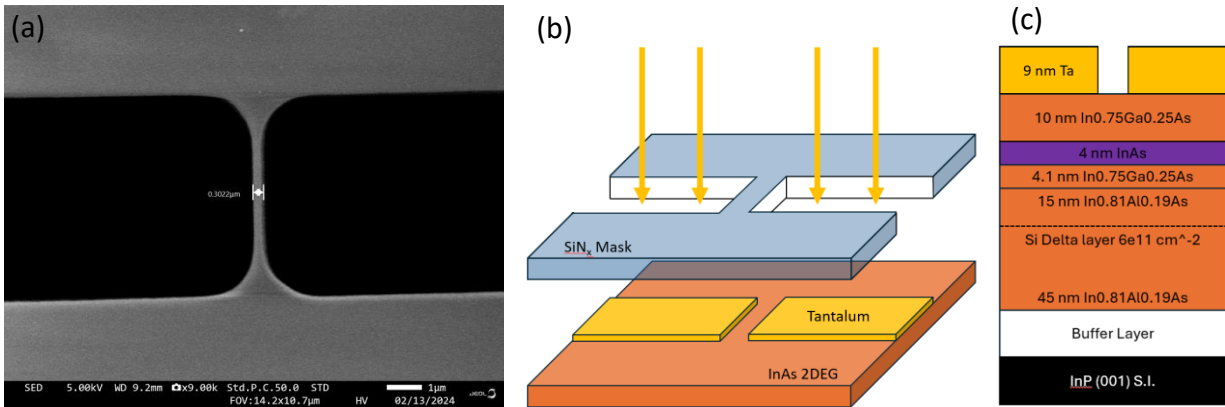 (a)
0.3022μm
SED 5.00kV WD 9.2mm x9.00k Std.P.C.50.0 STD 1μm
FOV:14.2x10.7μm HV 02/13/2024 JEOL
(b)
SiNx Mask
Tantalum
InAs 2DEG
(c)
9 nm Ta
10 nm In0.75Ga0.25As
4 nm InAs
4.1 nm In0.75Ga0.25As
15 nm In0.81Al0.19As
Si Delta layer 6e11 cm^-2
45 nm In0.81Al0.19As
Buffer Layer
InP (001) S.I.